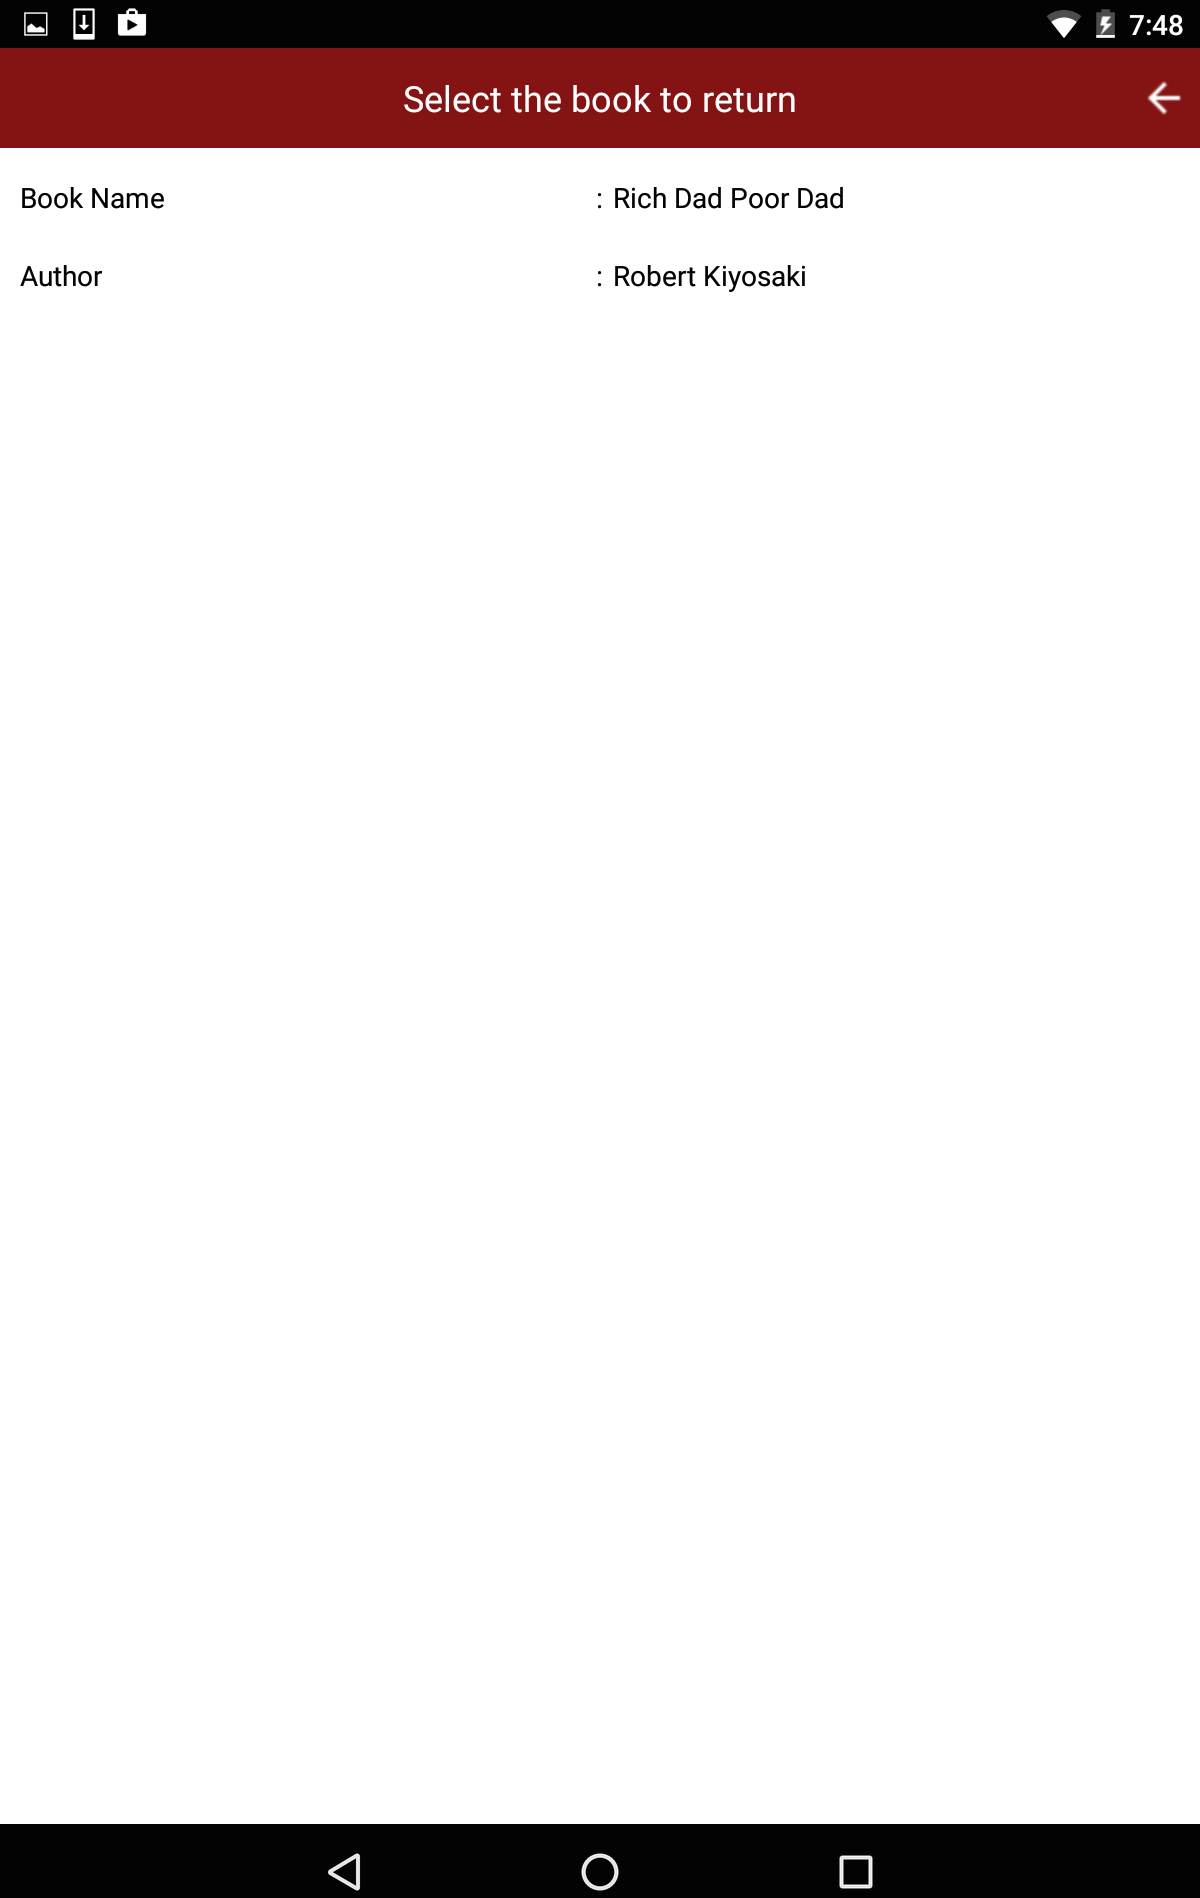 7:48
Select the book to return
Book Name : Rich Dad Poor Dad
Author : Robert Kiyosaki